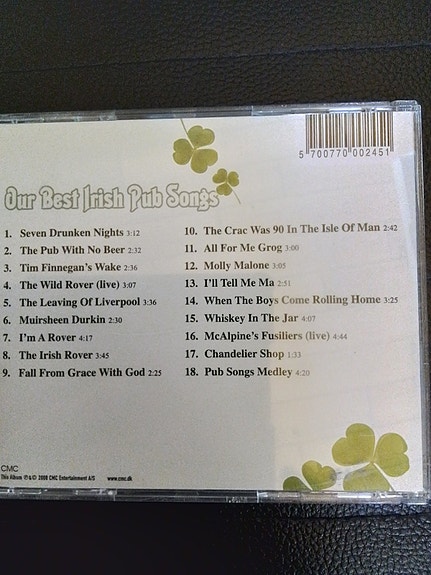 5 700770 002451
Our Best Irish Pub Songs
1. Seven Drunken Nights 3:12
2. The Pub With No Beer 2:32
3. Tim Finnegan's Wake 2:36
4. The Wild Rover (live) 3:07
5. The Leaving Of Liverpool 3:36
6. Muirsheen Durkin 2:30
7. I'm A Rover 4:17
8. The Irish Rover 3:45
9. Fall From Grace With God 2:25
10. The Crac Was 90 In The Isle Of Man 2:42
11. All For Me Grog 3:00
12. Molly Malone 3:05
13. I'll Tell Me Ma 2:51
14. When The Boys Come Rolling Home 3:25
15. Whiskey In The Jar 4:07
16. McAlpine's Fusiliers (live) 4:44
17. Chandelier Shop 1:33
18. Pub Songs Medley 4:20
CMC
This Album ℗ & © 2008 CMC Entertainment A/S www.cmc.dk